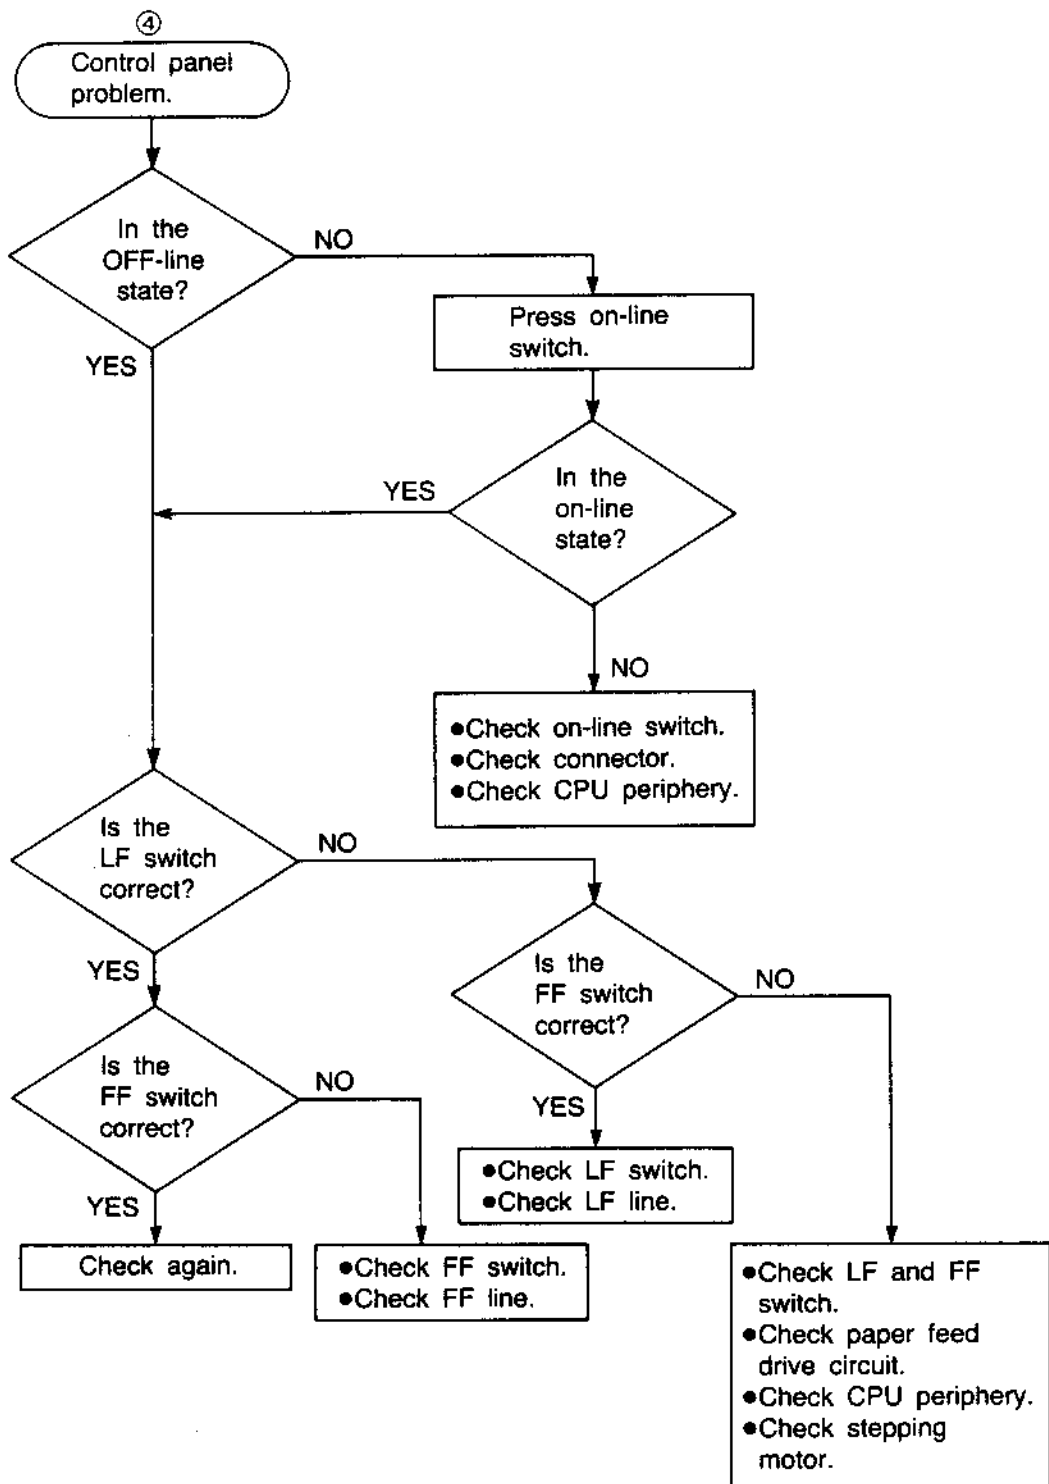 ④
Control panel
problem.
In the
OFF-line
state?
NO
YES
Press on-line
switch.
In the
on-line
state?
YES
NO
●Check on-line switch.
●Check connector.
●Check CPU periphery.
Is the
LF switch
correct?
NO
YES
Is the
FF switch
correct?
NO
YES
Is the
FF switch
correct?
NO
YES
●Check LF switch.
●Check LF line.
Check again.
●Check FF switch.
●Check FF line.
●Check LF and FF
switch.
●Check paper feed
drive circuit.
●Check CPU periphery.
●Check stepping
motor.